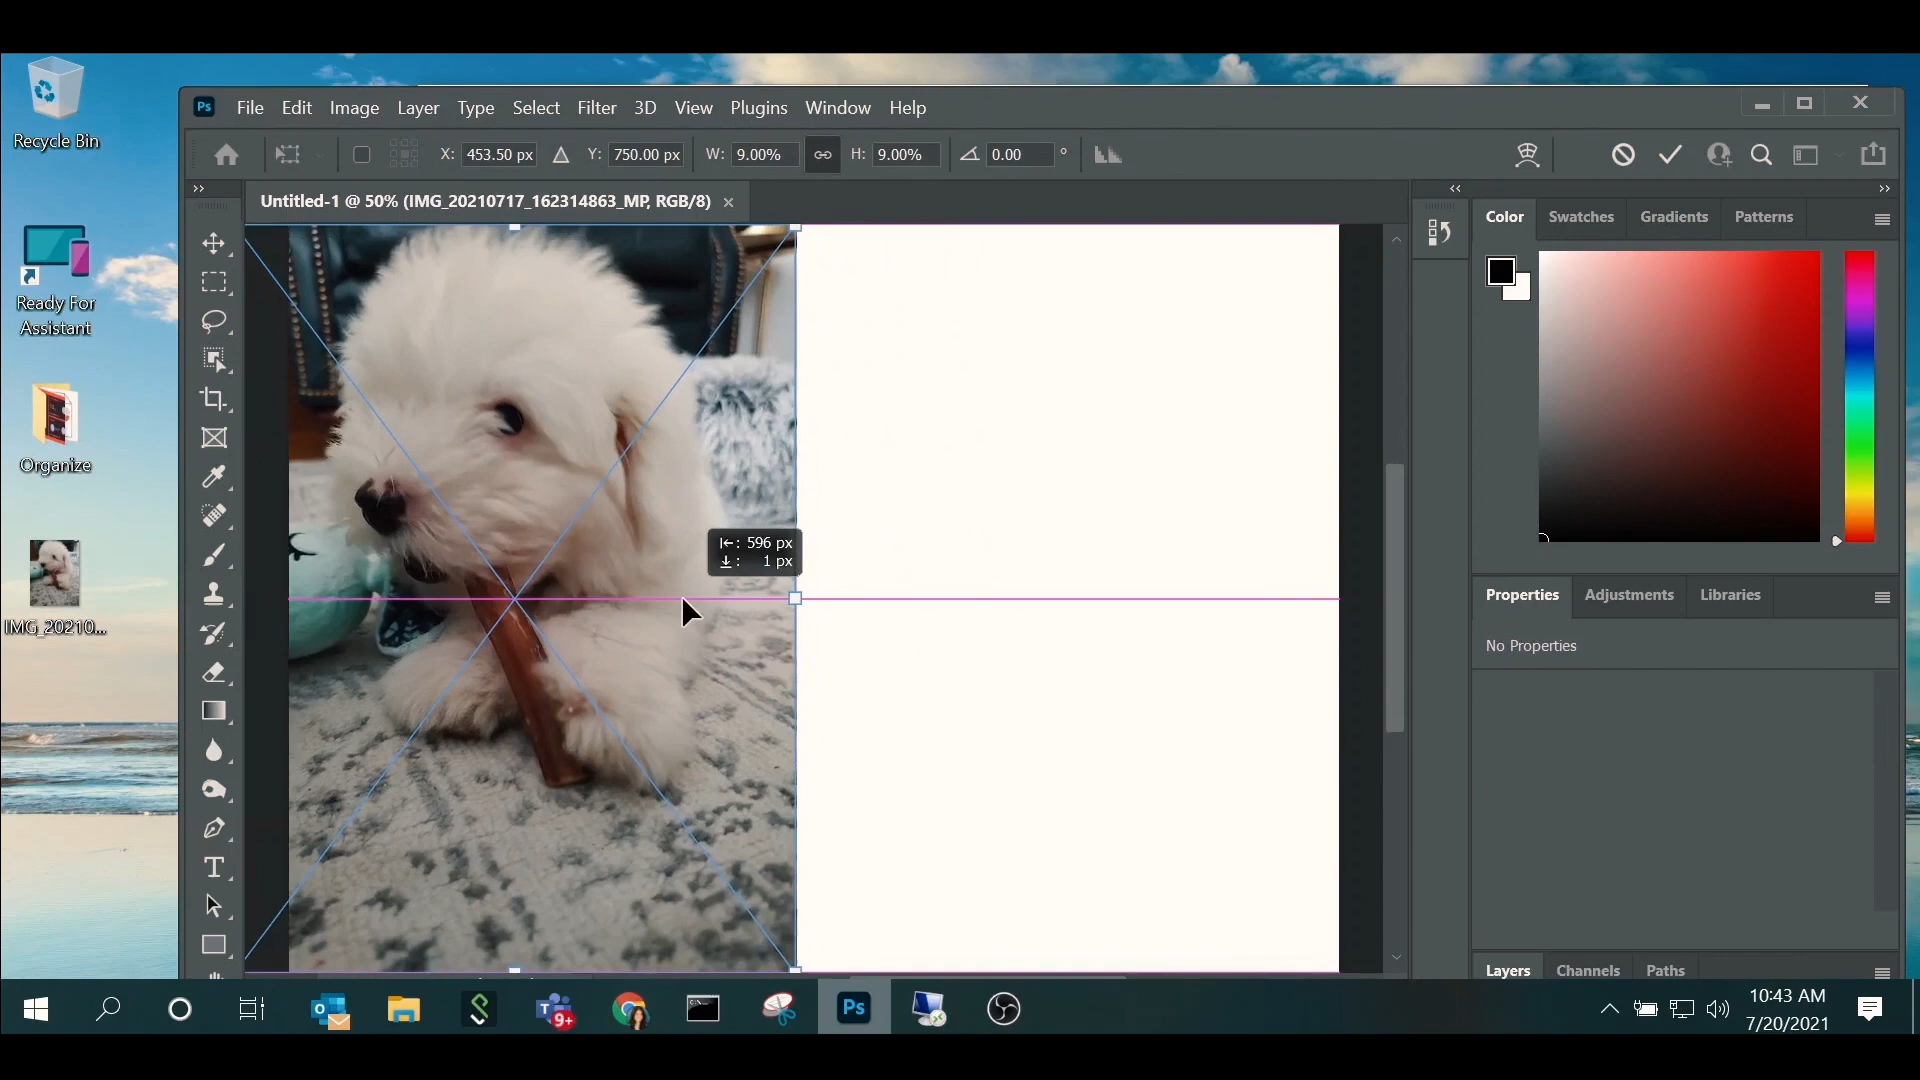 Recycle Bin
Ready For
Assistant
Organize
IMG_20210...
Ps
File Edit Image Layer Type Select Filter 3D View Plugins Window Help
X: 453.50 px Y: 750.00 px W: 9.00% H: 9.00% 0.00 °
Untitled-1 @ 50% (IMG_20210717_162314863_MP, RGB/8) ×
596 px
1 px
Color Swatches Gradients Patterns
Properties Adjustments Libraries
No Properties
Layers Channels Paths
9+
Ps
10:43 AM
7/20/2021